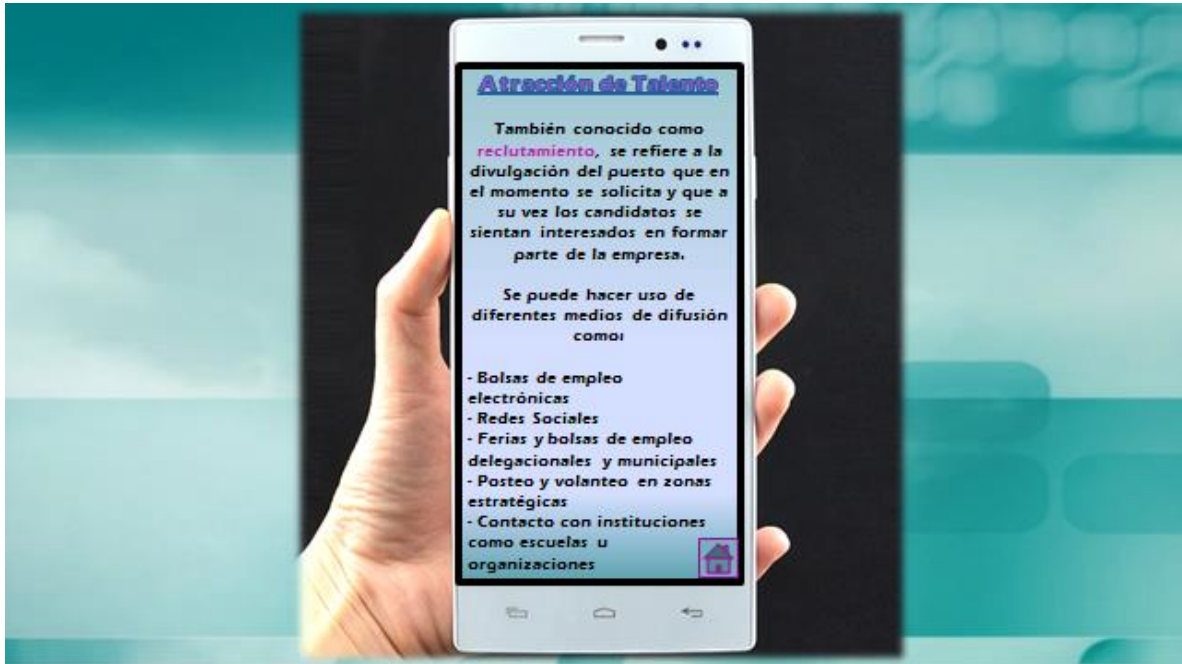 Atracción de Talento
También conocido como
reclutamiento, se refiere a la
divulgación del puesto que en
el momento se solicita y que a
su vez los candidatos se
sientan interesados en formar
parte de la empresa.
Se puede hacer uso de
diferentes medios de difusión
como:
- Bolsas de empleo
electrónicas
- Redes Sociales
- Ferias y bolsas de empleo
delegacionales y municipales
- Posteo y volanteo en zonas
estratégicas
- Contacto con instituciones
como escuelas u
organizaciones